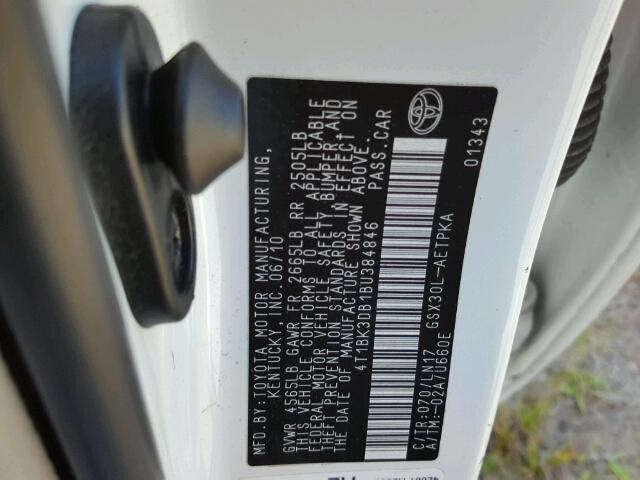 MFD.BY:TOYOTA MOTOR MANUFACTURING,
KENTUCKY, INC. 06/10
GVWR 4565LB GAWR FR 2665LB RR 2505LB
THIS VEHICLE CONFORMS TO ALL APPLICABLE
FEDERAL MOTOR VEHICLE SAFETY, BUMPER AND
THEFT PREVENTION STANDARDS IN EFFECT ON
THE DATE OF MANUFACTURE SHOWN ABOVE.
4T1BK3DB1BU384846 PASS.CAR
C/TR:070/LN17 GSX30L-AETPKA
A/TM:-02A/U660E
01343